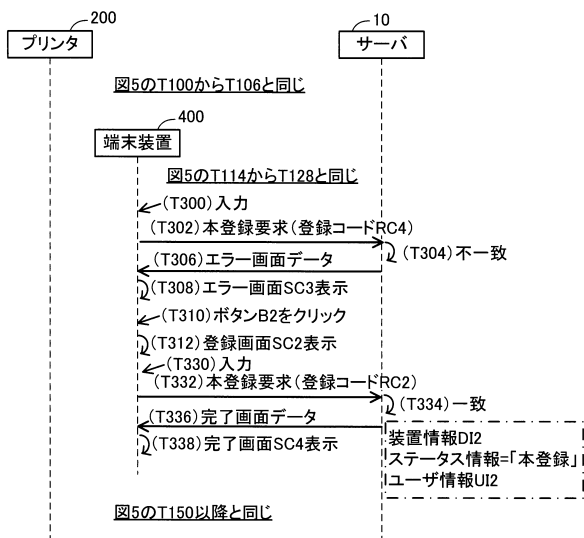 200
プリンタ
10
サーバ
図5のT100からT106と同じ
400
端末装置
図5のT114からT128と同じ
(T300)入力
(T302)本登録要求(登録コードRC4)
(T304)不一致
(T306)エラー画面データ
(T308)エラー画面SC3表示
(T310)ボタンB2をクリック
(T312)登録画面SC2表示
(T330)入力
(T332)本登録要求(登録コードRC2)
(T334)一致
(T336)完了画面データ
(T338)完了画面SC4表示
装置情報DI2
ステータス情報=「本登録」
ユーザ情報UI2
図5のT150以降と同じ